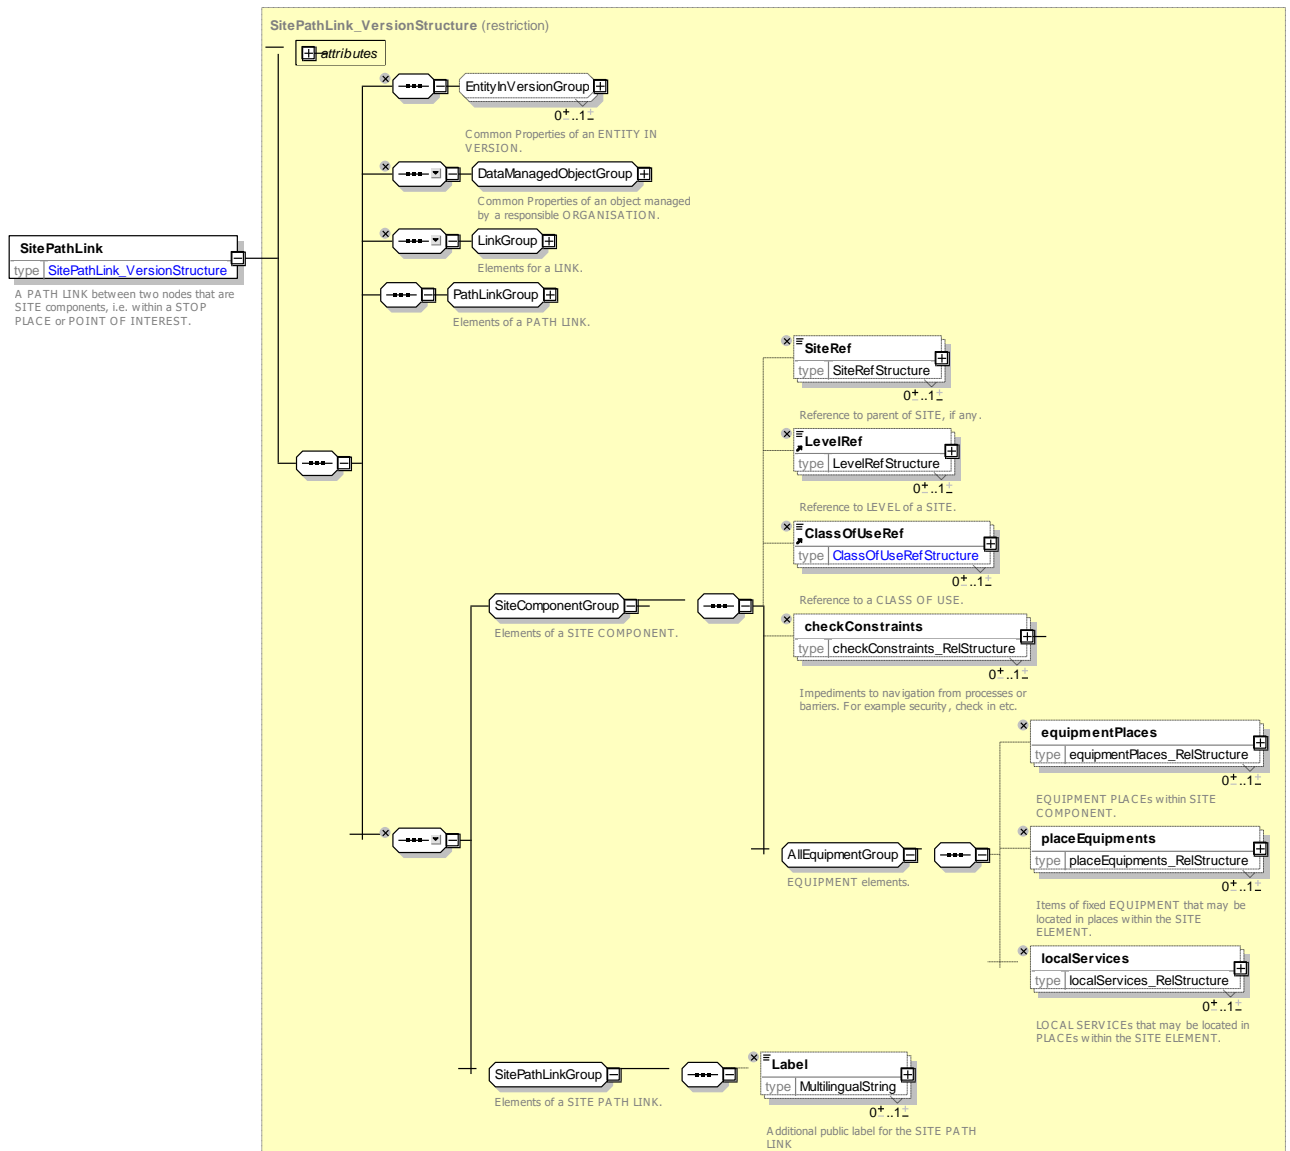 SitePathLink_VersionStructure (restriction)
attributes
EntityInVersionGroup
0..1
Common Properties of an ENTITY IN
VERSION.
DataManagedObjectGroup
Common Properties of an object managed
by a responsible ORGANISATION.
LinkGroup
Elements for a LINK.
SitePathLink
type SitePathLink_VersionStructure
A PATH LINK between two nodes that are
SITE components, i.e. within a STOP
PLACE or POINT OF INTEREST.
PathLinkGroup
Elements of a PATH LINK.
SiteRef
type SiteRefStructure
0..1
Reference to parent of SITE, if any.
LevelRef
type LevelRefStructure
0..1
Reference to LEVEL of a SITE.
ClassOfUseRef
type ClassOfUseRefStructure
0..1
Reference to a CLASS OF USE.
SiteComponentGroup
Elements of a SITE COMPONENT.
checkConstraints
type checkConstraints_RelStructure
0..1
Impediments to navigation from processes or
barriers. For example security, check in etc.
equipmentPlaces
type equipmentPlaces_RelStructure
0..1
EQUIPMENT PLACEs within SITE
COMPONENT.
AllEquipmentGroup
EQUIPMENT elements.
placeEquipments
type placeEquipments_RelStructure
0..1
Items of fixed EQUIPMENT that may be
located in places within the SITE
ELEMENT.
localServices
type localServices_RelStructure
0..1
LOCAL SERVICEs that may be located in
PLACEs within the SITE ELEMENT.
SitePathLinkGroup
Elements of a SITE PATH LINK.
Label
type MultilingualString
0..1
Additional public label for the SITE PATH
LINK